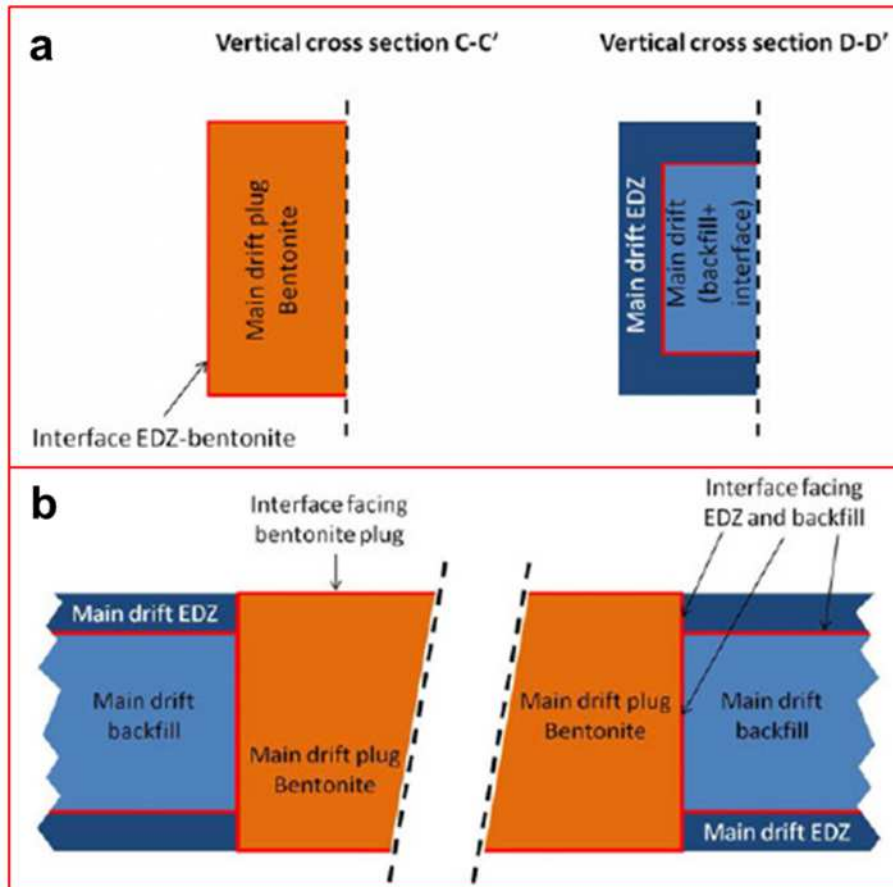 a
Vertical cross section C-C'
Vertical cross section D-D'
Main drift plug
Bentonite
Main drift EDZ
Main drift
(backfill+
interface)
Interface EDZ-bentonite
b
Interface facing
bentonite plug
Interface facing
EDZ and backfill
Main drift EDZ
Main drift
backfill
Main drift plug
Bentonite
Main drift plug
Bentonite
Main drift
backfill
Main drift EDZ